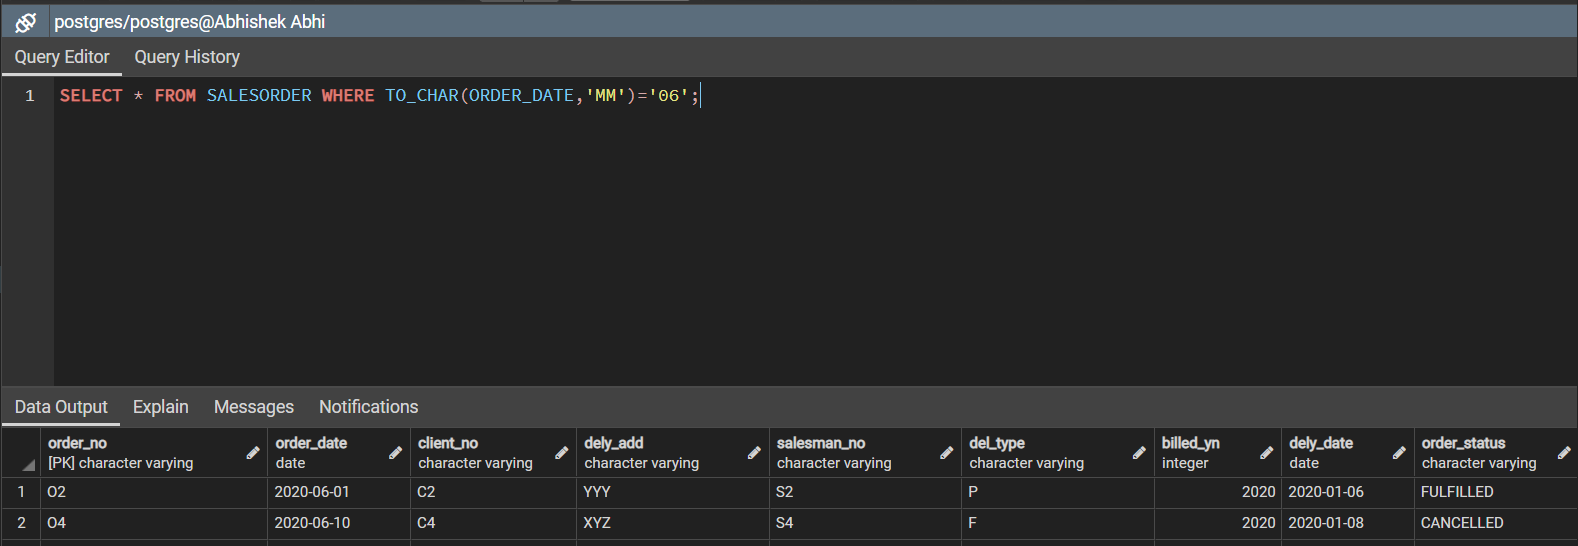 postgres/postgres@Abhishek Abhi
Query Editor Query History
1 SELECT * FROM SALESORDER WHERE TO_CHAR(ORDER_DATE,'MM')='06';
Data Output Explain Messages Notifications
order_no order_date client_no dely_add salesman_no del_type billed_yn dely_date order_status
[PK] character varying date character varying character varying character varying character varying integer date character varying
1 O2 2020-06-01 C2 YYY S2 P 2020 2020-01-06 FULFILLED
2 O4 2020-06-10 C4 XYZ S4 F 2020 2020-01-08 CANCELLED